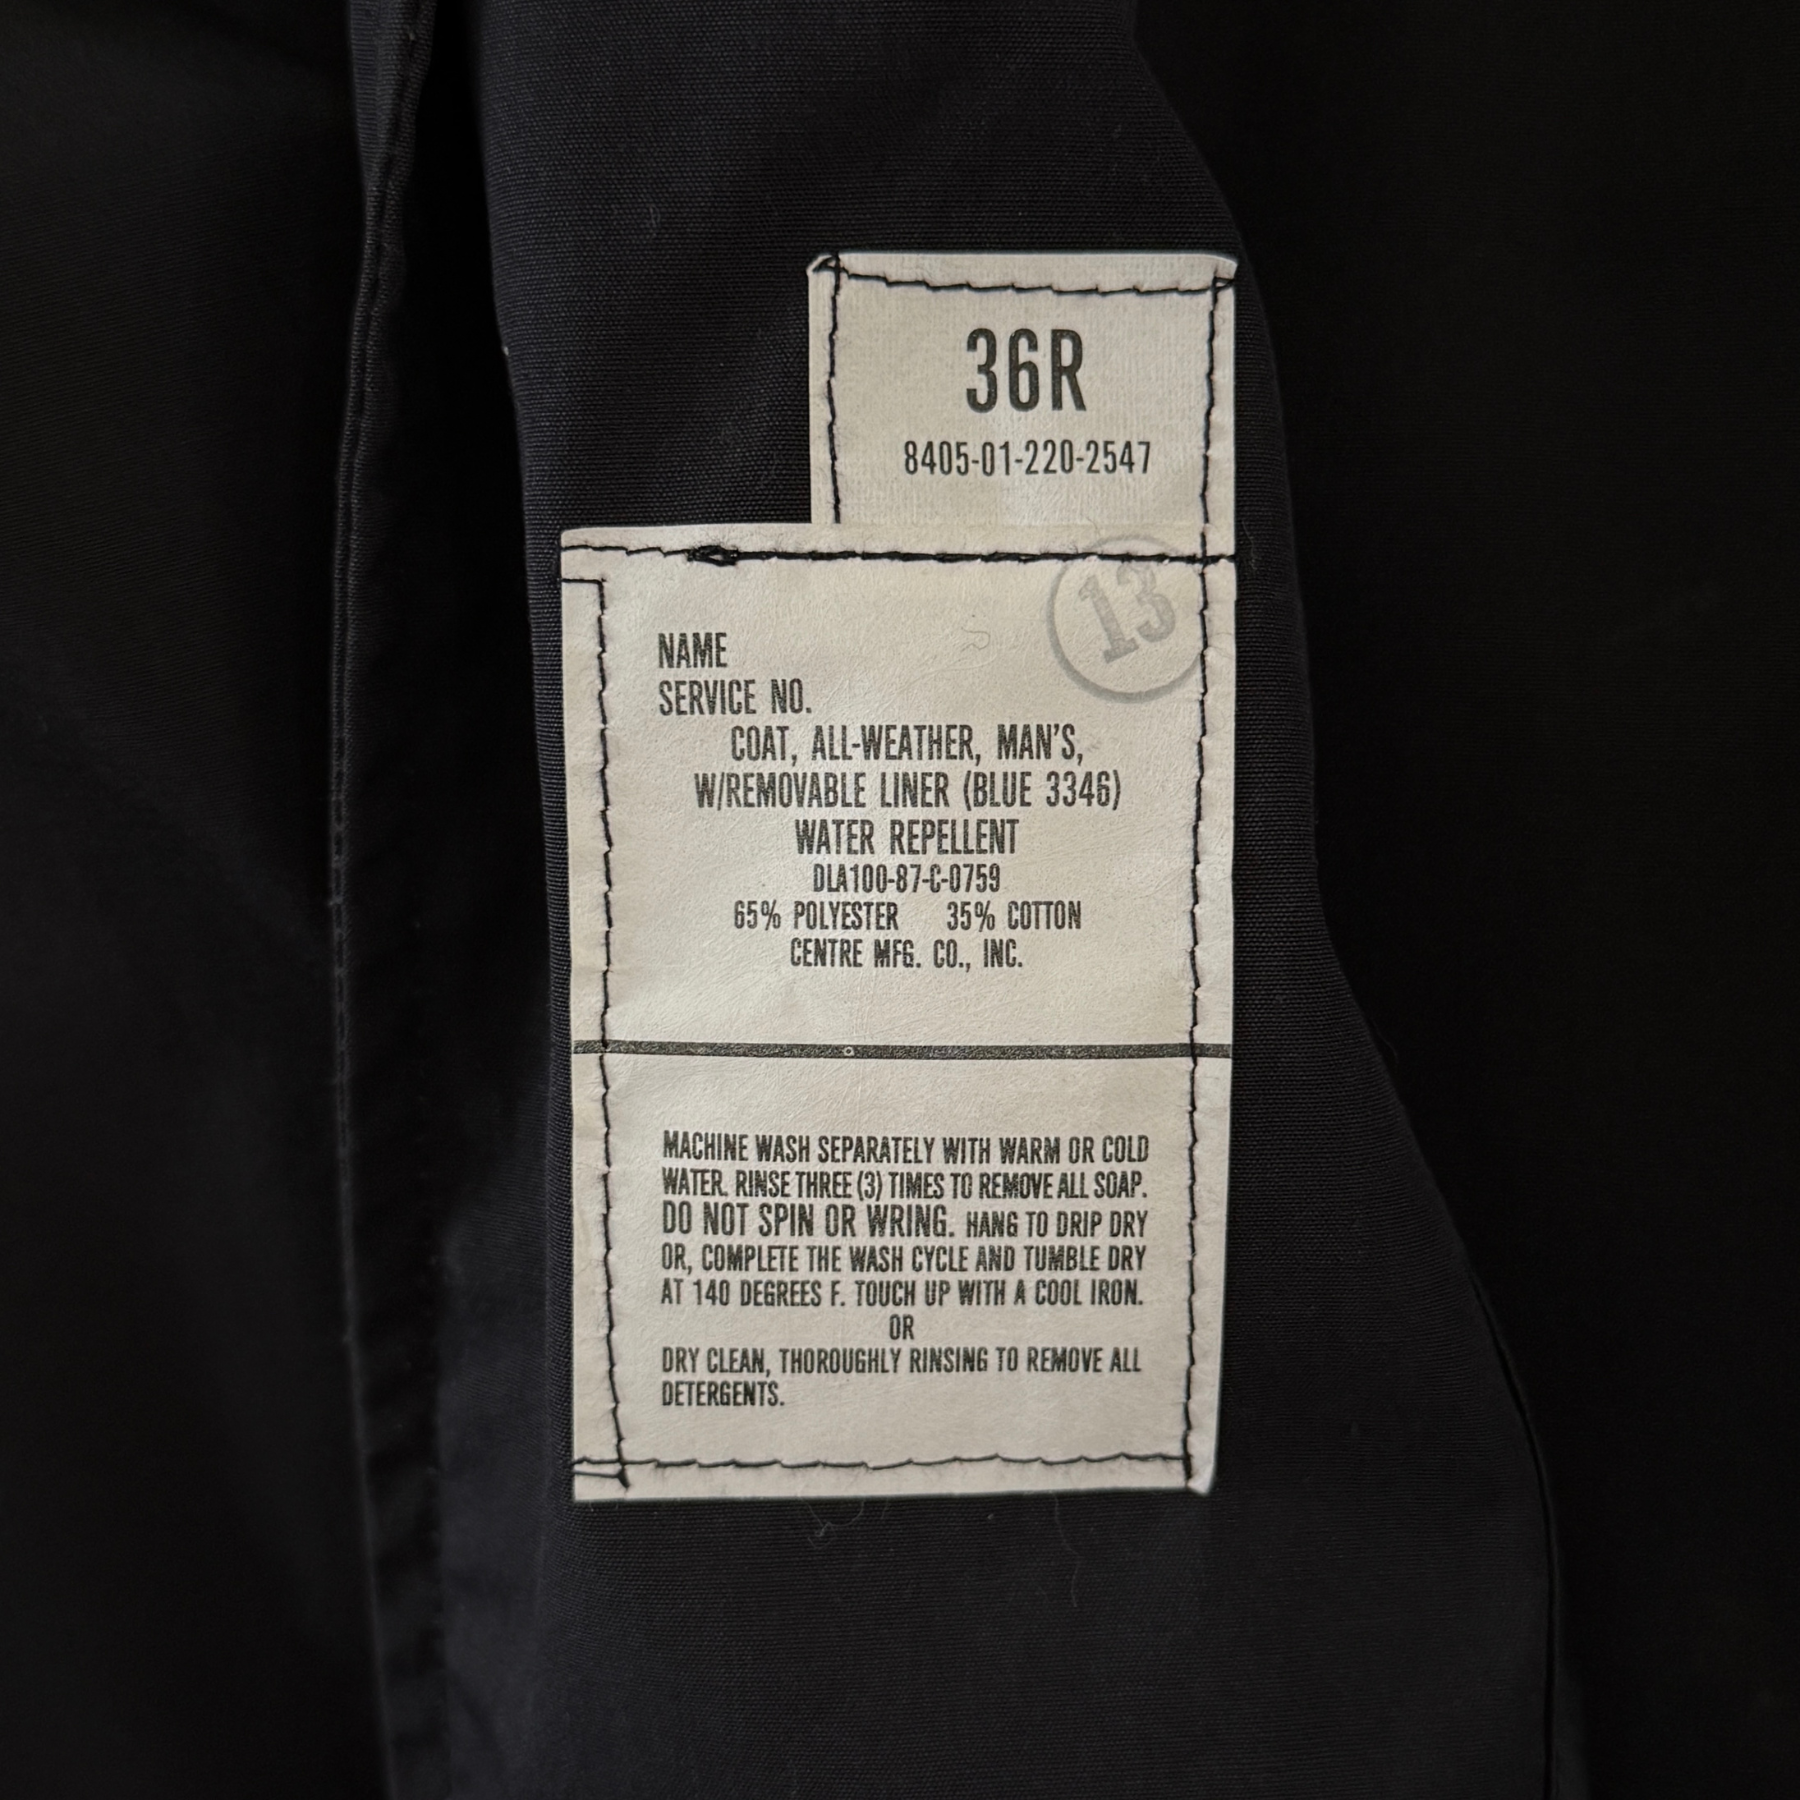 36R
8405-01-220-2547
13
NAME
SERVICE NO.
COAT, ALL-WEATHER, MAN'S,
W/REMOVABLE LINER (BLUE 3346)
WATER REPELLENT
DLA100-87-C-0759
65% POLYESTER 35% COTTON
CENTRE MFG. CO., INC.
MACHINE WASH SEPARATELY WITH WARM OR COLD
WATER. RINSE THREE (3) TIMES TO REMOVE ALL SOAP.
DO NOT SPIN OR WRING. HANG TO DRIP DRY
OR, COMPLETE THE WASH CYCLE AND TUMBLE DRY
AT 140 DEGREES F. TOUCH UP WITH A COOL IRON.
OR
DRY CLEAN, THOROUGHLY RINSING TO REMOVE ALL
DETERGENTS.